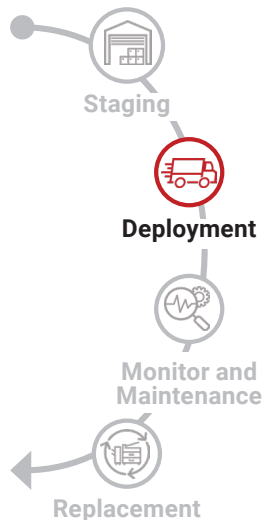 Staging
Deployment
Monitor and
Maintenance
Replacement